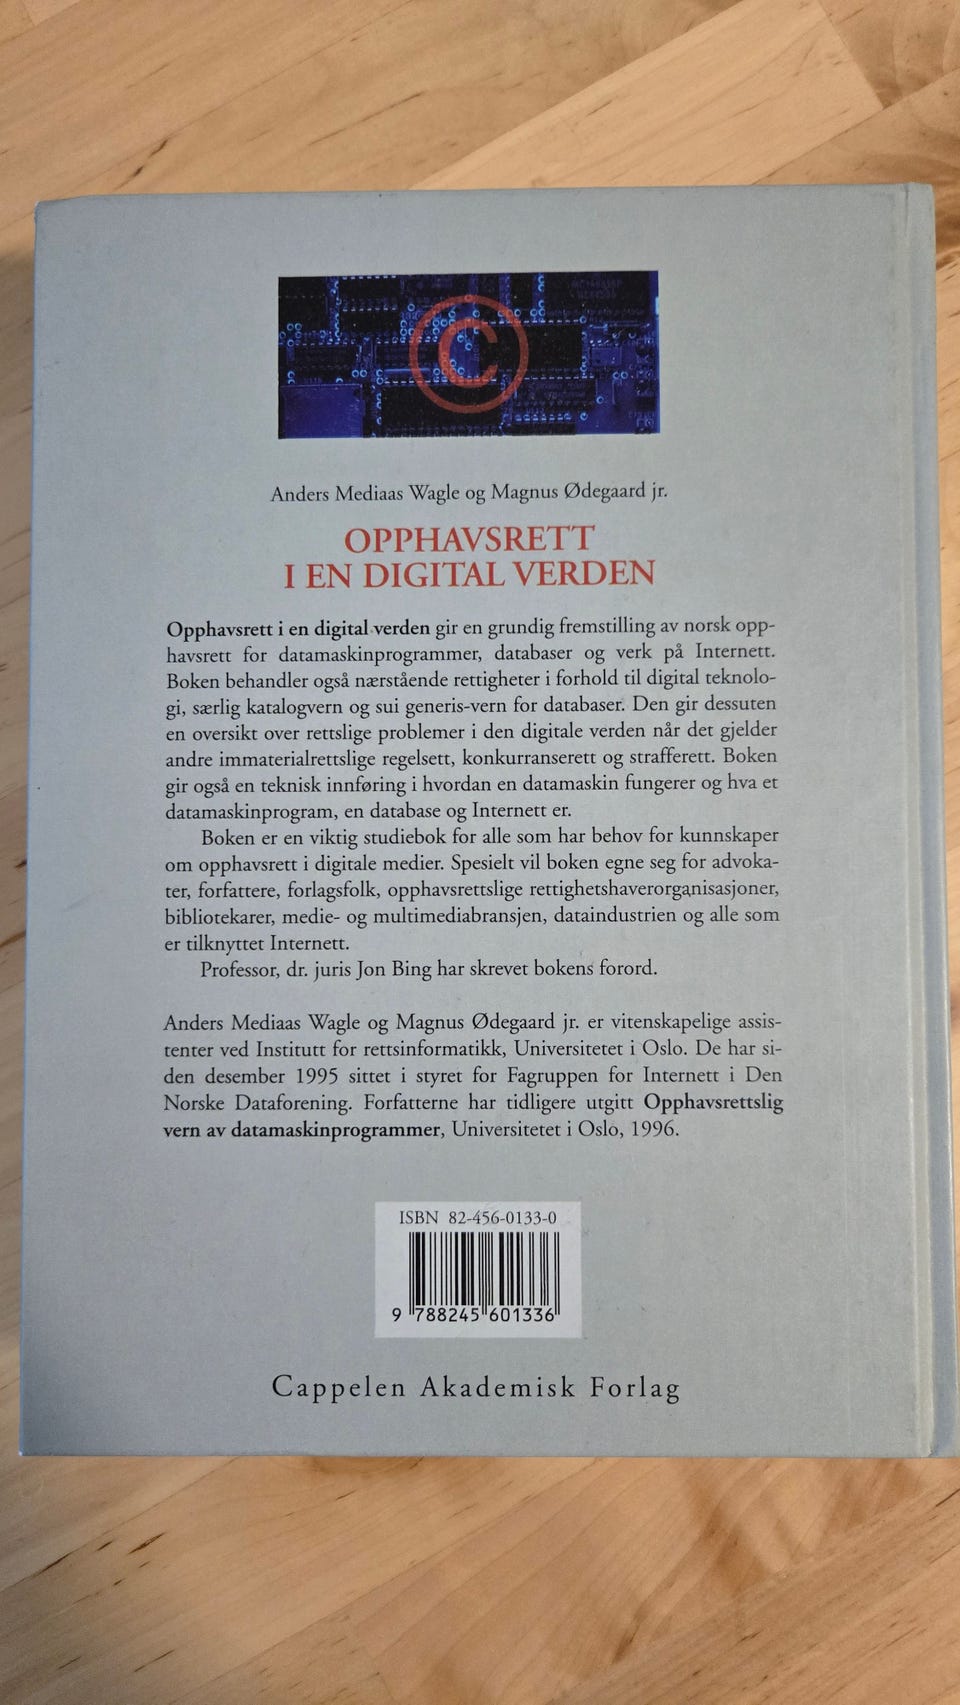 Anders Mediaas Wagle og Magnus Ødegaard jr.
OPPHAVSRETT
I EN DIGITAL VERDEN
Opphavsrett i en digital verden gir en grundig fremstilling av norsk opp-
havsrett for datamaskinprogrammer, databaser og verk på Internett.
Boken behandler også nærstående rettigheter i forhold til digital teknolo-
gi, særlig katalogvern og sui generis-vern for databaser. Den gir dessuten
en oversikt over rettslige problemer i den digitale verden når det gjelder
andre immaterialrettslige regelsett, konkurranserett og strafferett. Boken
gir også en teknisk innføring i hvordan en datamaskin fungerer og hva et
datamaskinprogram, en database og Internett er.
Boken er en viktig studiebok for alle som har behov for kunnskaper
om opphavsrett i digitale medier. Spesielt vil boken egne seg for advoka-
ter, forfattere, forlagsfolk, opphavsrettslige rettighetshaverorganisasjoner,
bibliotekarer, medie- og multimediabransjen, dataindustrien og alle som
er tilknyttet Internett.
Professor, dr. juris Jon Bing har skrevet bokens forord.
Anders Mediaas Wagle og Magnus Ødegaard jr. er vitenskapelige assis-
tenter ved Institutt for rettsinformatikk, Universitetet i Oslo. De har si-
den desember 1995 sittet i styret for Fagruppen for Internett i Den
Norske Dataforening. Forfatterne har tidligere utgitt Opphavsrettslig
vern av datamaskinprogrammer, Universitetet i Oslo, 1996.
ISBN 82-456-0133-0
9 788245 601336
Cappelen Akademisk Forlag